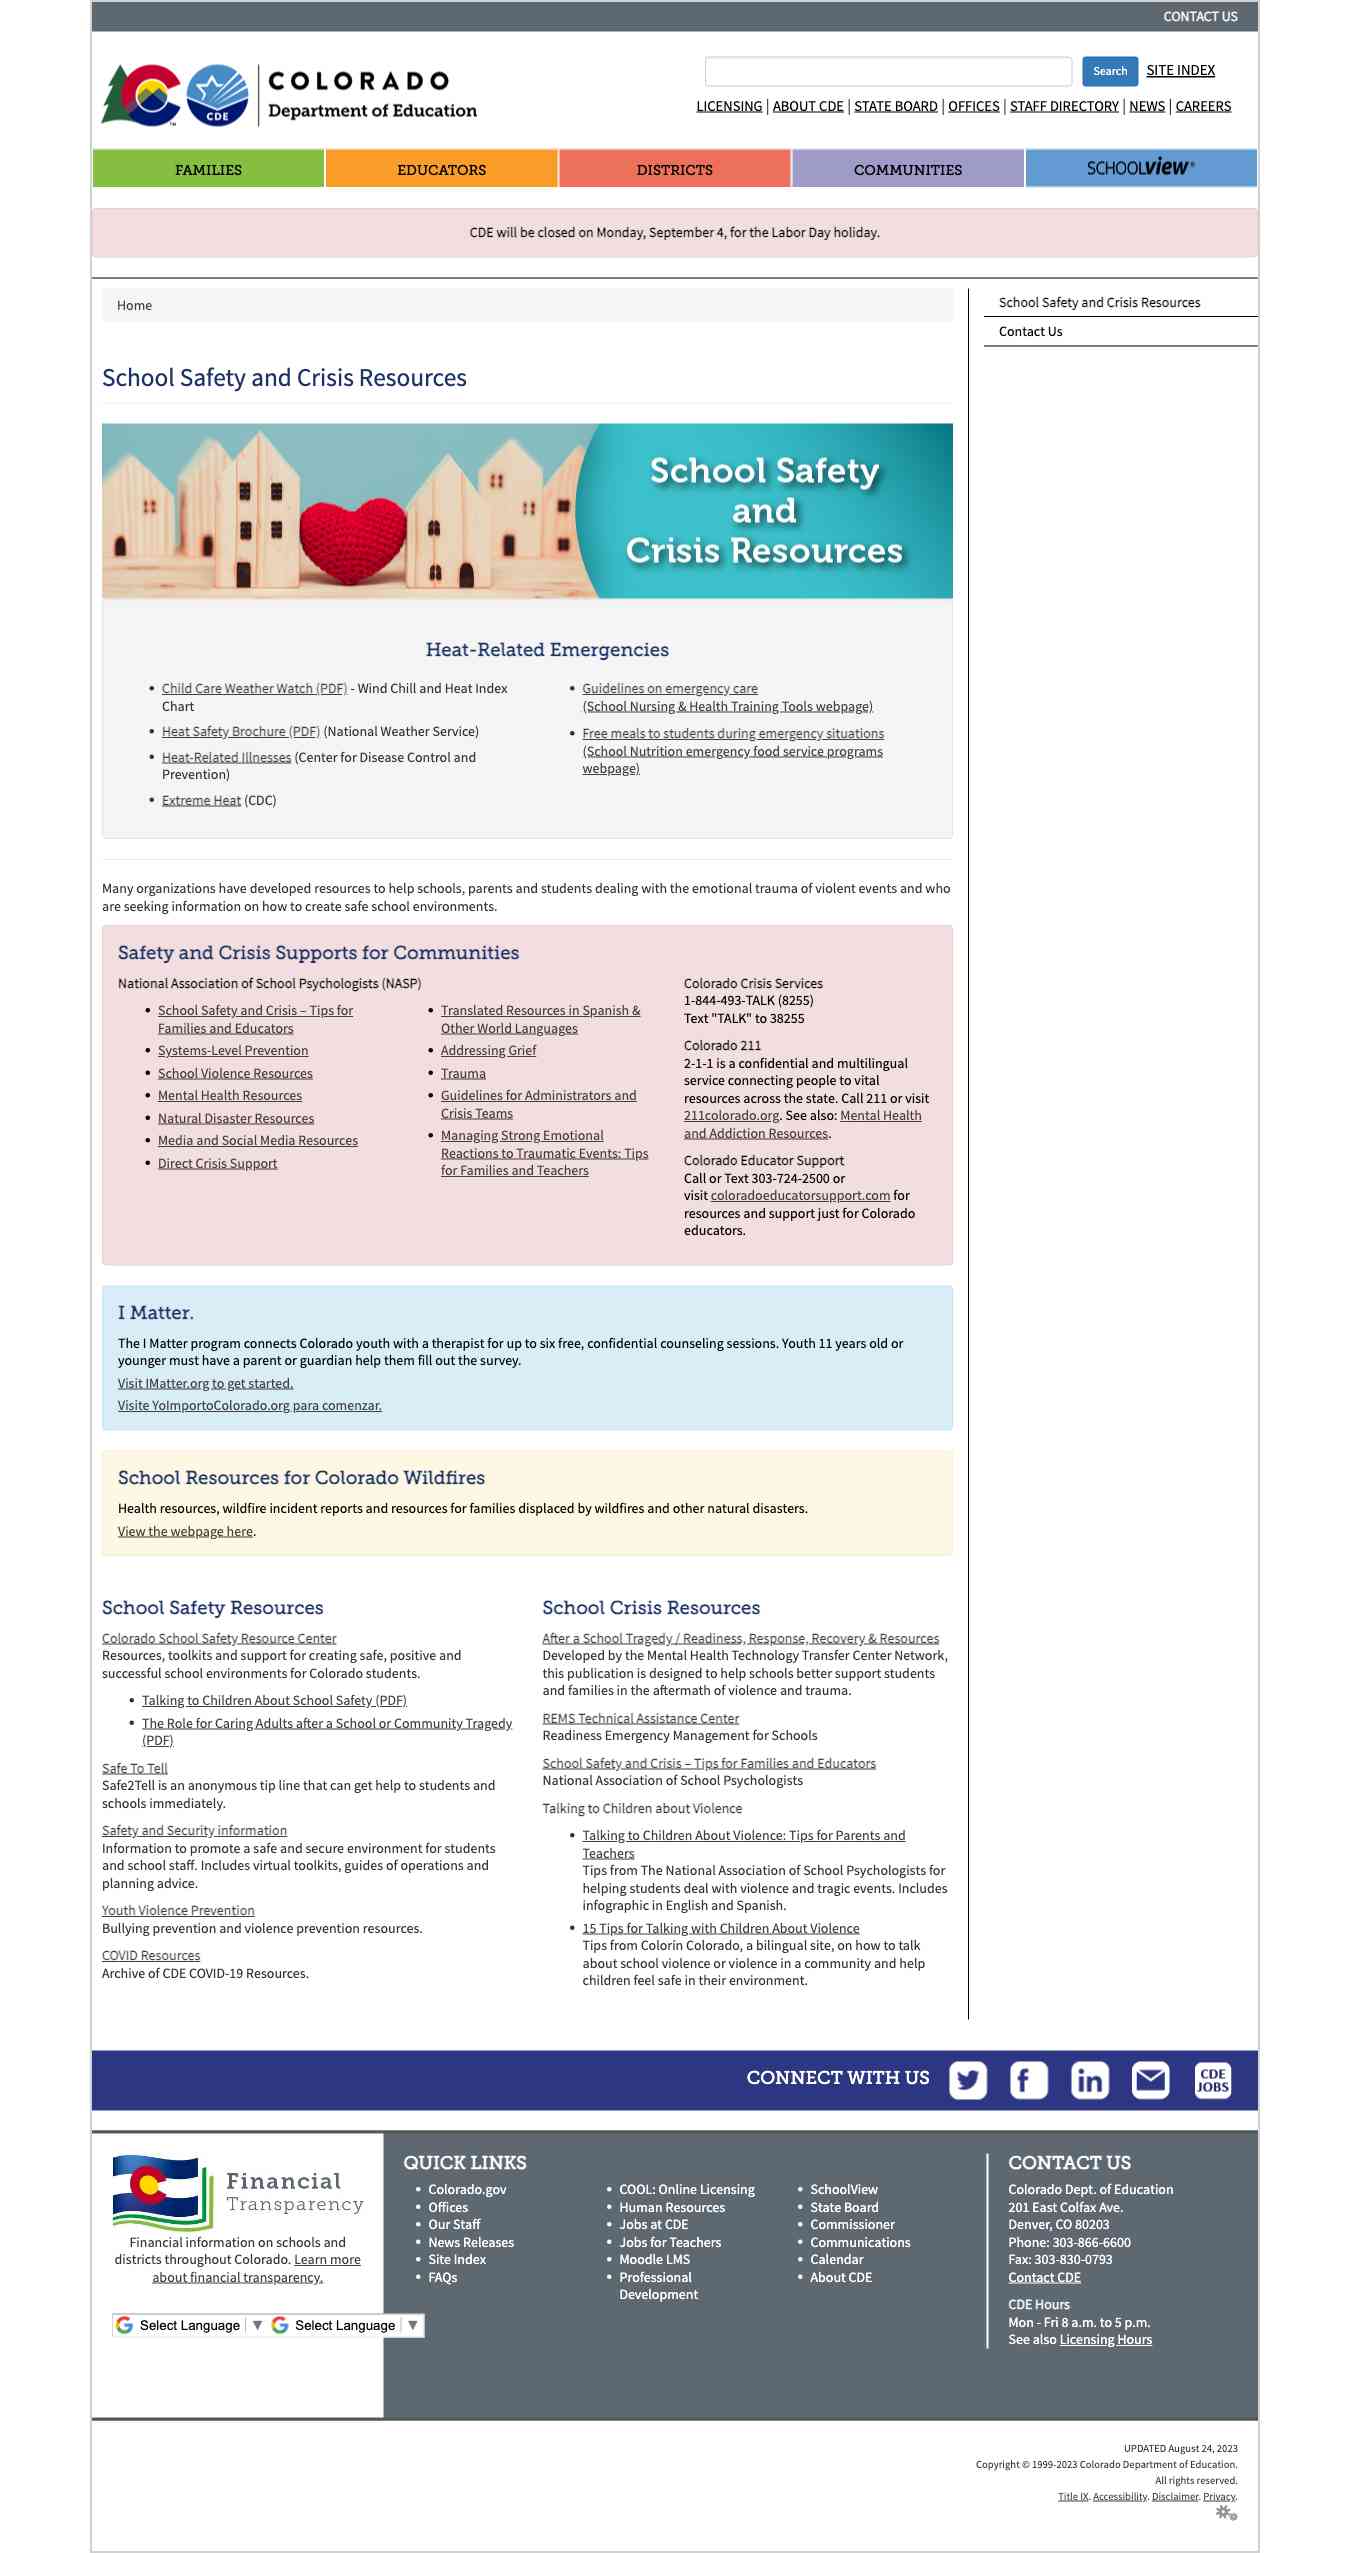 CONTACT US
COLORADO
Department of Education
CDE
Search
SITE INDEX
LICENSING | ABOUT CDE | STATE BOARD | OFFICES | STAFF DIRECTORY | NEWS | CAREERS
FAMILIES
EDUCATORS
DISTRICTS
COMMUNITIES
SCHOOLVIEW®
CDE will be closed on Monday, September 4, for the Labor Day holiday.
Home
School Safety and Crisis Resources
Contact Us
School Safety and Crisis Resources
School Safety
and
Crisis Resources
Heat-Related Emergencies
• Child Care Weather Watch (PDF) - Wind Chill and Heat Index
Chart
• Heat Safety Brochure (PDF) (National Weather Service)
• Heat-Related Illnesses (Center for Disease Control and
Prevention)
• Extreme Heat (CDC)
• Guidelines on emergency care
(School Nursing & Health Training Tools webpage)
• Free meals to students during emergency situations
(School Nutrition emergency food service programs
webpage)
Many organizations have developed resources to help schools, parents and students dealing with the emotional trauma of violent events and who
are seeking information on how to create safe school environments.
Safety and Crisis Supports for Communities
National Association of School Psychologists (NASP)
• School Safety and Crisis – Tips for
Families and Educators
• Systems-Level Prevention
• School Violence Resources
• Mental Health Resources
• Natural Disaster Resources
• Media and Social Media Resources
• Direct Crisis Support
• Translated Resources in Spanish &
Other World Languages
• Addressing Grief
• Trauma
• Guidelines for Administrators and
Crisis Teams
• Managing Strong Emotional
Reactions to Traumatic Events: Tips
for Families and Teachers
Colorado Crisis Services
1-844-493-TALK (8255)
Text "TALK" to 38255
Colorado 211
2-1-1 is a confidential and multilingual
service connecting people to vital
resources across the state. Call 211 or visit
211colorado.org. See also: Mental Health
and Addiction Resources.
Colorado Educator Support
Call or Text 303-724-2500 or
visit coloradoeducatorsupport.com for
resources and support just for Colorado
educators.
I Matter.
The I Matter program connects Colorado youth with a therapist for up to six free, confidential counseling sessions. Youth 11 years old or
younger must have a parent or guardian help them fill out the survey.
Visit IMatter.org to get started.
Visite YoImportoColorado.org para comenzar.
School Resources for Colorado Wildfires
Health resources, wildfire incident reports and resources for families displaced by wildfires and other natural disasters.
View the webpage here.
School Safety Resources
Colorado School Safety Resource Center
Resources, toolkits and support for creating safe, positive and
successful school environments for Colorado students.
• Talking to Children About School Safety (PDF)
• The Role for Caring Adults after a School or Community Tragedy
(PDF)
Safe To Tell
Safe2Tell is an anonymous tip line that can get help to students and
schools immediately.
Safety and Security information
Information to promote a safe and secure environment for students
and school staff. Includes virtual toolkits, guides of operations and
planning advice.
Youth Violence Prevention
Bullying prevention and violence prevention resources.
COVID Resources
Archive of CDE COVID-19 Resources.
School Crisis Resources
After a School Tragedy / Readiness, Response, Recovery & Resources
Developed by the Mental Health Technology Transfer Center Network,
this publication is designed to help schools better support students
and families in the aftermath of violence and trauma.
REMS Technical Assistance Center
Readiness Emergency Management for Schools
School Safety and Crisis – Tips for Families and Educators
National Association of School Psychologists
Talking to Children about Violence
• Talking to Children About Violence: Tips for Parents and
Teachers
Tips from The National Association of School Psychologists for
helping students deal with violence and tragic events. Includes
infographic in English and Spanish.
• 15 Tips for Talking with Children About Violence
Tips from Colorin Colorado, a bilingual site, on how to talk
about school violence or violence in a community and help
children feel safe in their environment.
CONNECT WITH US
CDE
JOBS
Financial
Transparency
Financial information on schools and
districts throughout Colorado. Learn more
about financial transparency.
Select Language ▼
Select Language ▼
QUICK LINKS
• Colorado.gov
• Offices
• Our Staff
• News Releases
• Site Index
• FAQs
• COOL: Online Licensing
• Human Resources
• Jobs at CDE
• Jobs for Teachers
• Moodle LMS
• Professional
Development
• SchoolView
• State Board
• Commissioner
• Communications
• Calendar
• About CDE
CONTACT US
Colorado Dept. of Education
201 East Colfax Ave.
Denver, CO 80203
Phone: 303-866-6600
Fax: 303-830-0793
Contact CDE
CDE Hours
Mon - Fri 8 a.m. to 5 p.m.
See also Licensing Hours
UPDATED August 24, 2023
Copyright © 1999-2023 Colorado Department of Education.
All rights reserved.
Title IX. Accessibility. Disclaimer. Privacy.